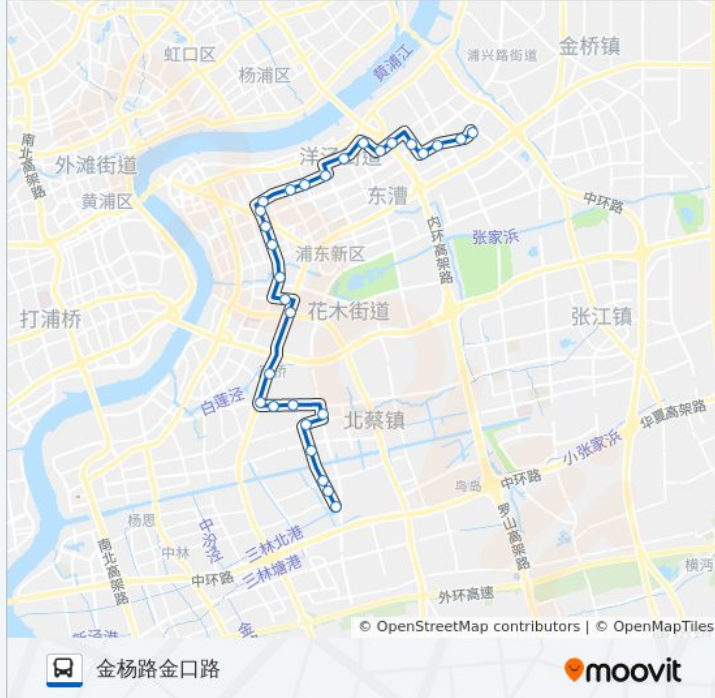 虹口区
杨浦区
黄浦江
浦兴路街道
金桥镇
南北高架路
外滩街道
洋泾街道
黄浦区
东漕
中环路
内环高架路
张家浜
浦东新区
打浦桥
花木街道
张江镇
白莲泾
北蔡镇
华夏高架路
小张家浜
鸟岛
中环路
杨思
中汾泾
三林北港
罗山高架路
中林
南北高架路
三林塘港
中环路
外环高速
© OpenStreetMap contributors | © OpenMapTiles
金杨路金口路
moovit